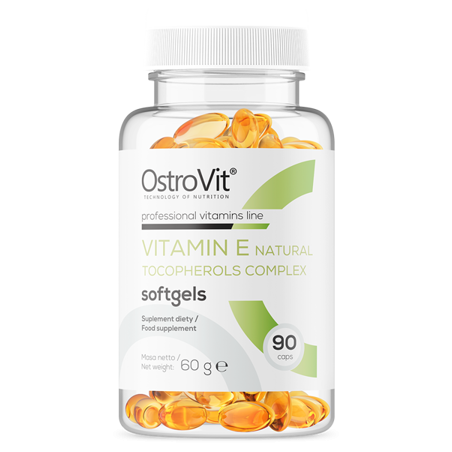 OstroVit®
TECHNOLOGY OF NUTRITION
professional vitamins line
VITAMIN E NATURAL
TOCOPHEROLS COMPLEX
softgels
Suplement diety /
Food supplement
90
caps
Masa netto /
Net weight: 60 g ℮